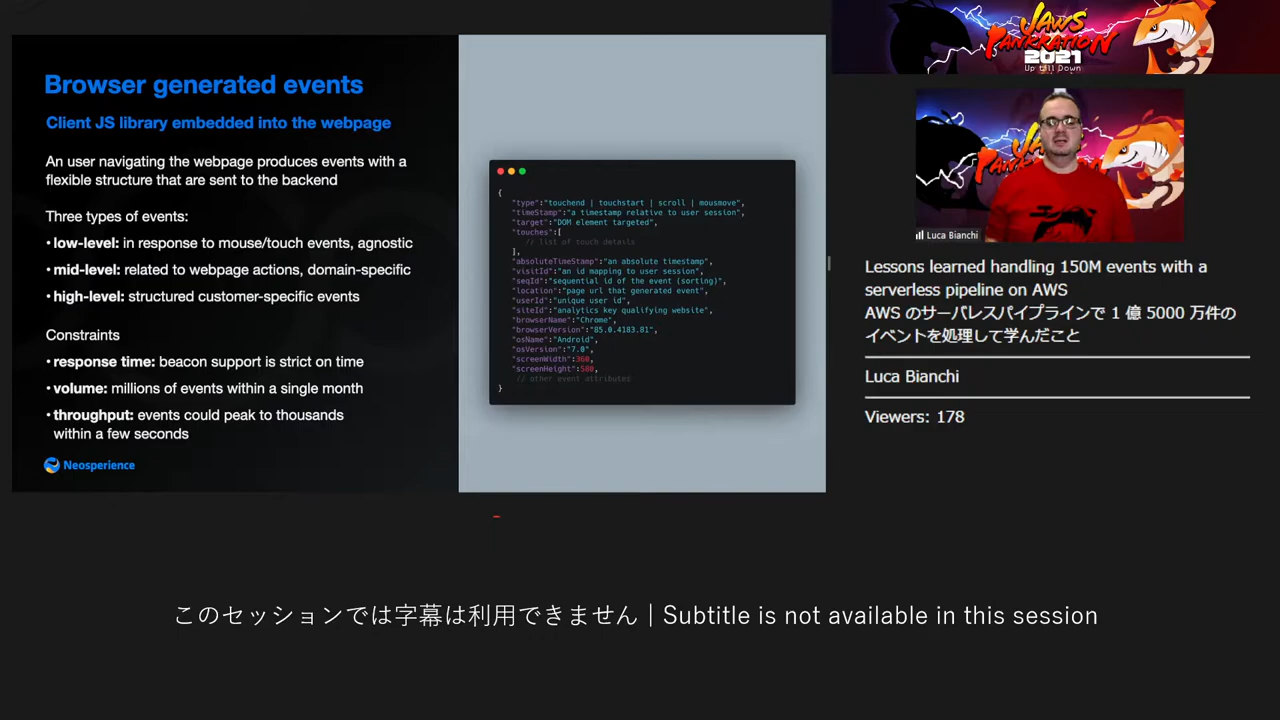 Browser generated events
Client JS library embedded into the webpage
An user navigating the webpage produces events with a
flexible structure that are sent to the backend
Three types of events:
• low-level: in response to mouse/touch events, agnostic
• mid-level: related to webpage actions, domain-specific
• high-level: structured customer-specific events
Constraints
• response time: beacon support is strict on time
• volume: millions of events within a single month
• throughput: events could peak to thousands
within a few seconds
Neosperience
{
"type":"touchend | touchstart | scroll | mousmove",
"timeStamp":"a timestamp relative to user session",
"target":"DOM element targeted",
"touches":[
// list of touch details
],
"absoluteTimeStamp":"an absolute timestamp",
"visitId":"an id mapping to user session",
"seqId":"sequential id of the event (sorting)",
"location":"page url that generated event",
"userId":"unique user id",
"siteId":"analytics key qualifying website",
"browserName":"Chrome",
"browserVersion":"85.0.4183.81",
"osName":"Android",
"osVersion":"7.0",
"screenWidth":360,
"screenHeight":580,
// other event attributes
}
JAWS
PANKRATION
2021
Up till Down
Luca Bianchi
Lessons learned handling 150M events with a
serverless pipeline on AWS
AWS のサーバレスパイプラインで 1 億 5000 万件の
イベントを処理して学んだこと
Luca Bianchi
Viewers: 178
このセッションでは字幕は利用できません | Subtitle is not available in this session